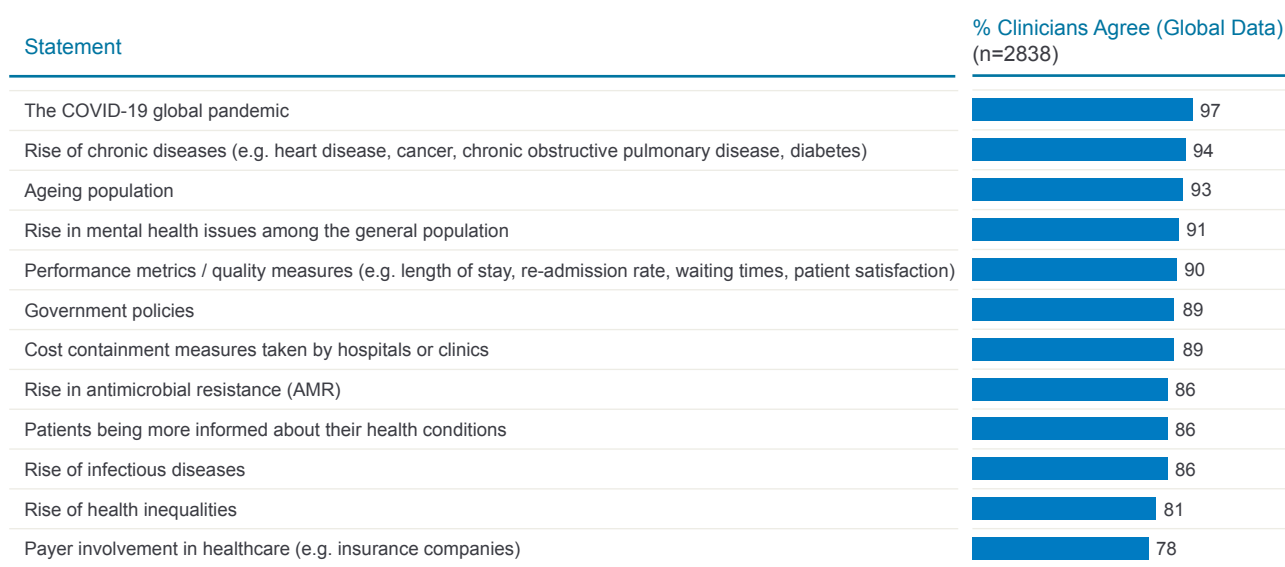 Statement
% Clinicians Agree (Global Data)
(n=2838)
The COVID-19 global pandemic 97
Rise of chronic diseases (e.g. heart disease, cancer, chronic obstructive pulmonary disease, diabetes) 94
Ageing population 93
Rise in mental health issues among the general population 91
Performance metrics / quality measures (e.g. length of stay, re-admission rate, waiting times, patient satisfaction) 90
Government policies 89
Cost containment measures taken by hospitals or clinics 89
Rise in antimicrobial resistance (AMR) 86
Patients being more informed about their health conditions 86
Rise of infectious diseases 86
Rise of health inequalities 81
Payer involvement in healthcare (e.g. insurance companies) 78